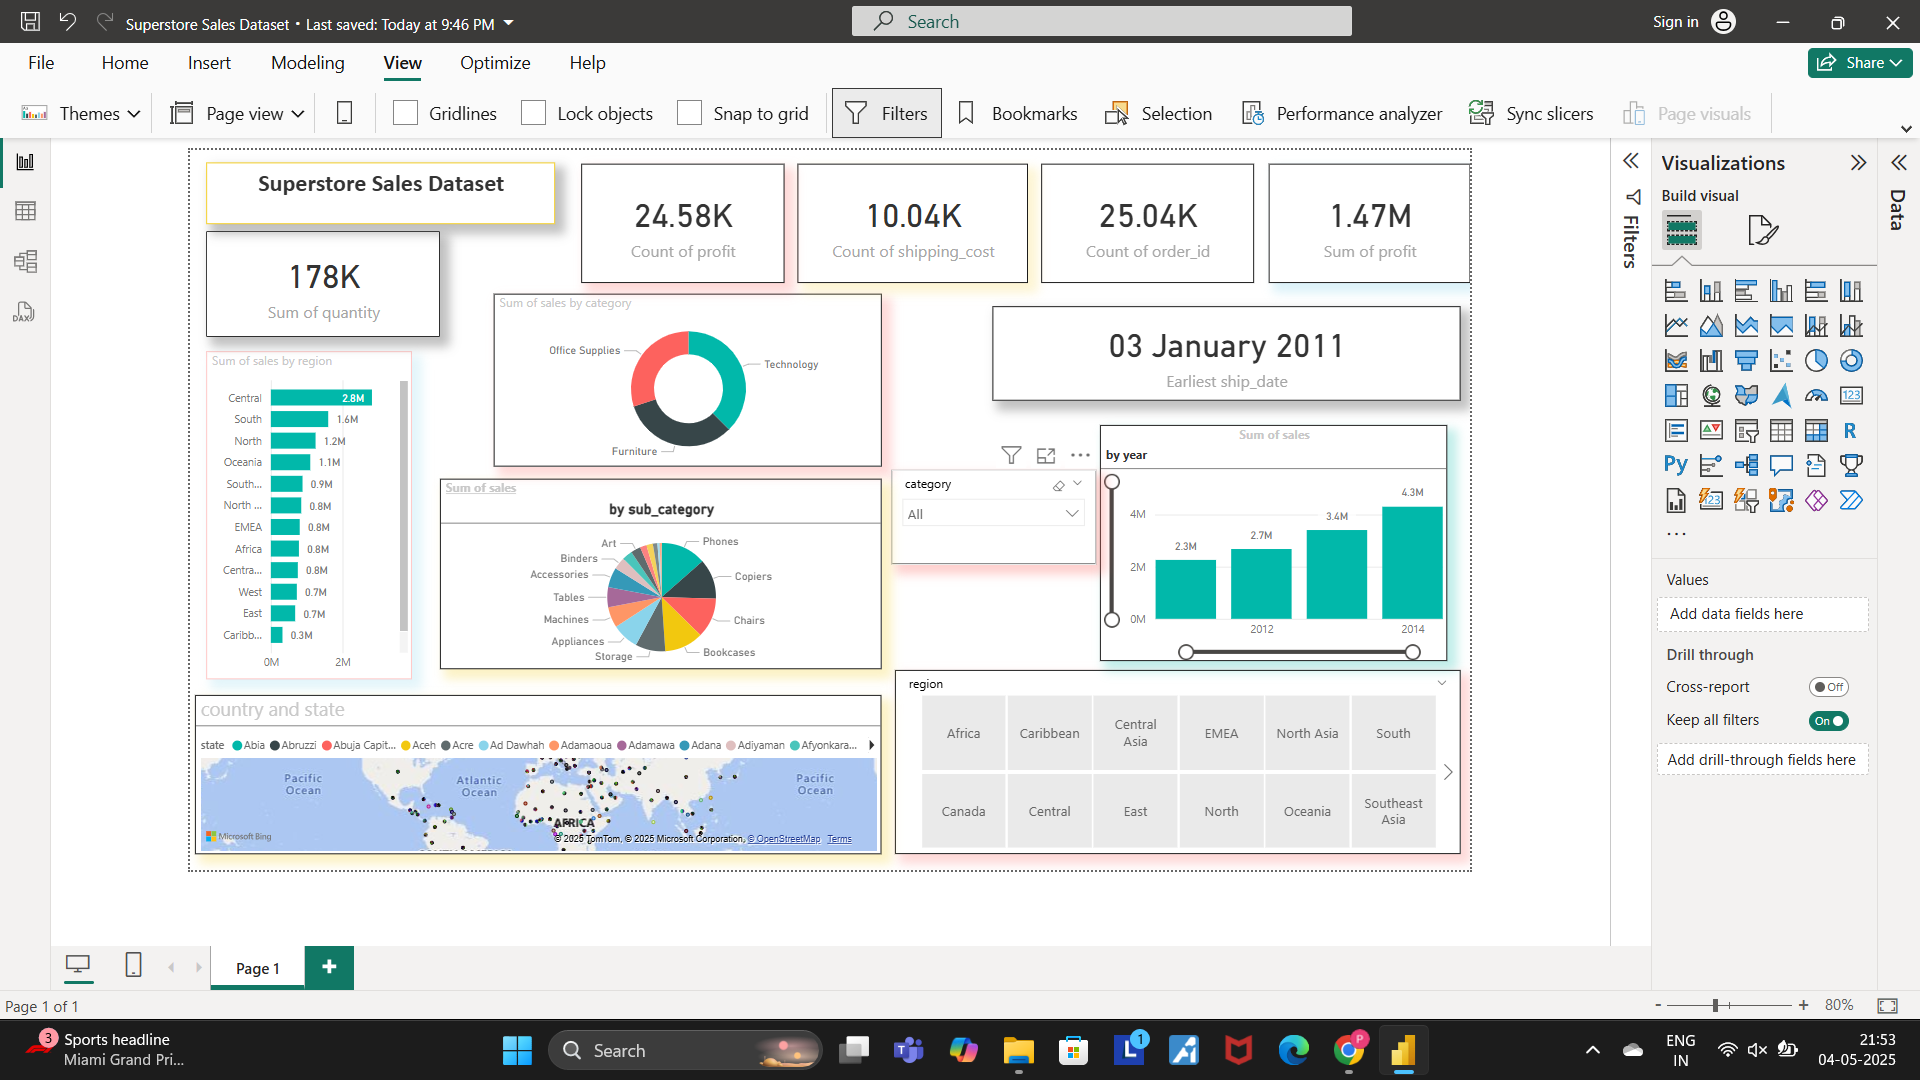 Superstore Sales Dataset • Last saved: Today at 9:46 PM
Search
Sign in
File
Home
Insert
Modeling
View
Optimize
Help
Share
Themes
Page view
Gridlines
Lock objects
Snap to grid
Filters
Bookmarks
Selection
Performance analyzer
Sync slicers
Page visuals
Superstore Sales Dataset
24.58K
Count of profit
10.04K
Count of shipping_cost
25.04K
Count of order_id
1.47M
Sum of profit
178K
Sum of quantity
Sum of sales by category
Office Supplies
Technology
Furniture
03 January 2011
Earliest ship_date
Sum of sales by region
Central 2.8M
South 1.6M
North 1.2M
Oceania 1.1M
South... 0.9M
North ... 0.8M
EMEA 0.8M
Africa 0.8M
Centra... 0.8M
West 0.7M
East 0.7M
Caribb... 0.3M
0M 2M
Sum of sales
by sub_category
Art
Phones
Binders
Accessories
Copiers
Tables
Machines
Chairs
Appliances
Bookcases
Storage
category
All
Sum of sales
by year
4.3M
4M
3.4M
2.7M
2.3M
2M
0M
2012 2014
country and state
state Abia Abruzzi Abuja Capit... Aceh Acre Ad Dawhah Adamaoua Adamawa Adana Adiyaman Afyonkara...
Pacific
Ocean
Atlantic
Ocean
Pacific
Ocean
AFRICA
Microsoft Bing
© 2025 TomTom, © 2025 Microsoft Corporation, © OpenStreetMap Terms
region
Africa
Caribbean
Central
Asia
EMEA
North Asia
South
Canada
Central
East
North
Oceania
Southeast
Asia
Filters
Visualizations
Build visual
123
R
Py
123
...
Values
Add data fields here
Drill through
Cross-report
Off
Keep all filters
On
Add drill-through fields here
Data
DAX
Page 1
+
Page 1 of 1
- + 80%
3
Sports headline
Miami Grand Pri...
Search
L
1
P
ENG
IN
21:53
04-05-2025